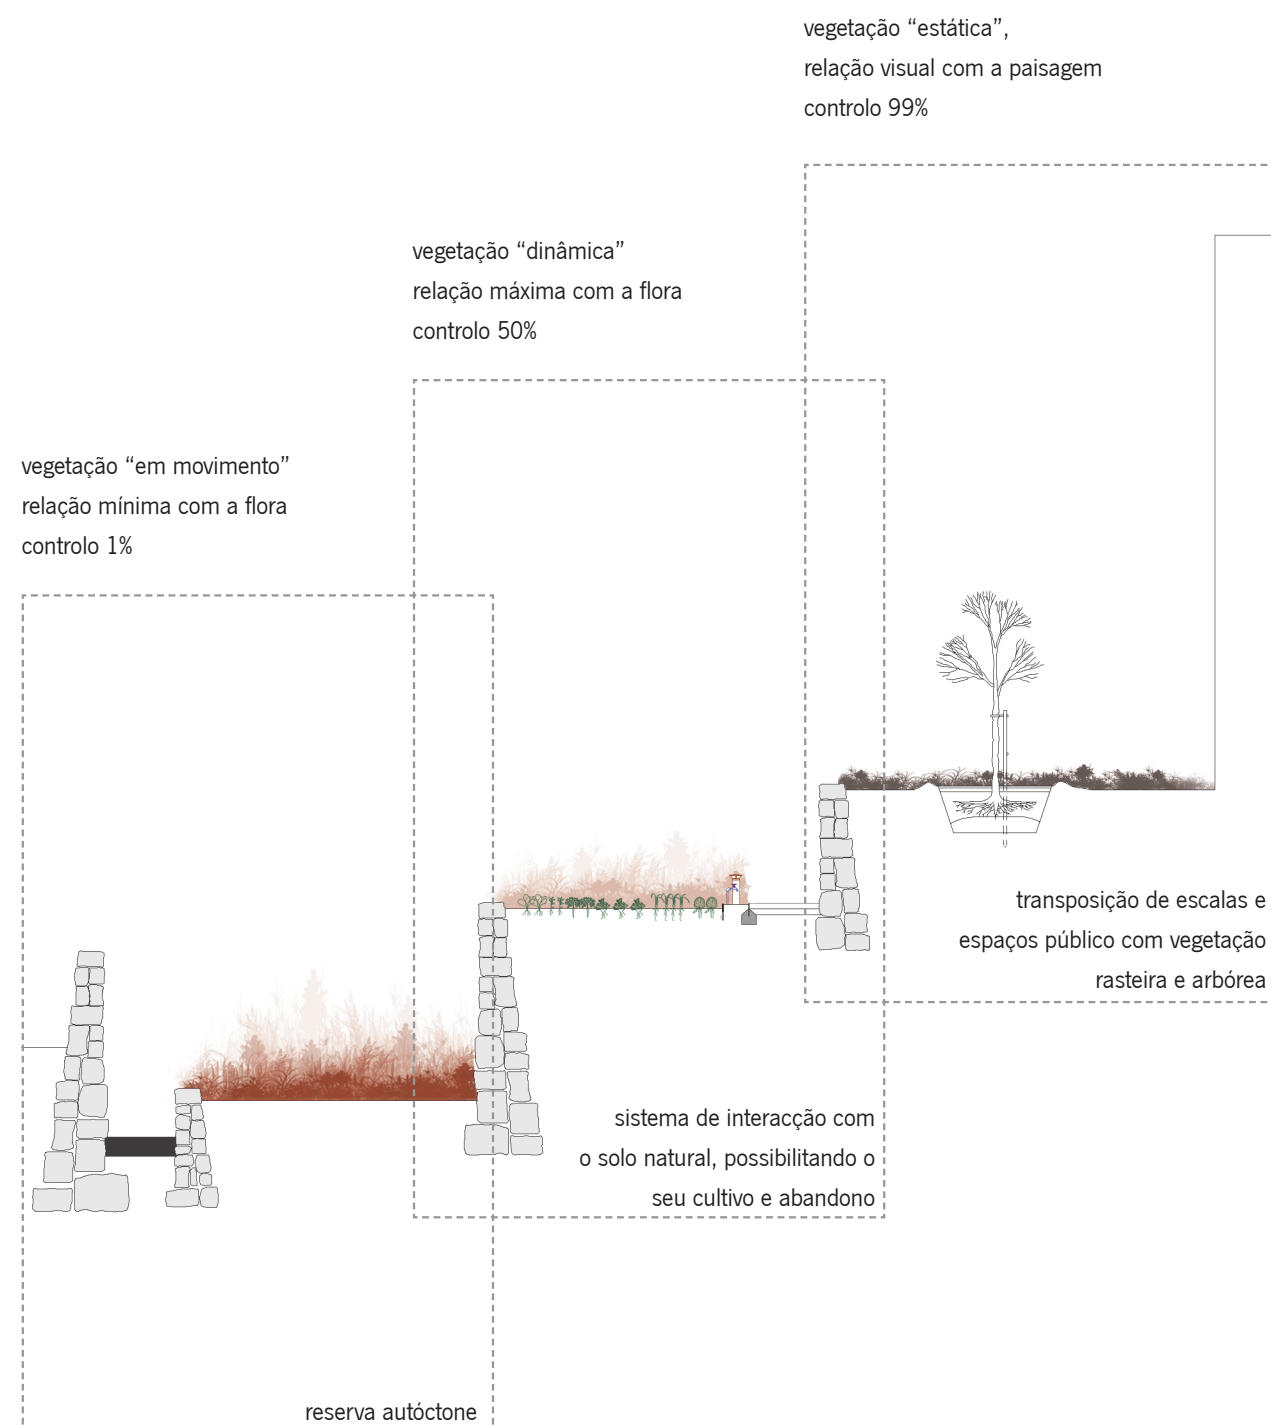 vegetação “estática”,
relação visual com a paisagem
controlo 99%
vegetação “dinâmica”
relação máxima com a flora
controlo 50%
vegetação “em movimento”
relação mínima com a flora
controlo 1%
transposição de escalas e
espaços público com vegetação
rasteira e arbórea
sistema de interacção com
o solo natural, possibilitando o
seu cultivo e abandono
reserva autóctone